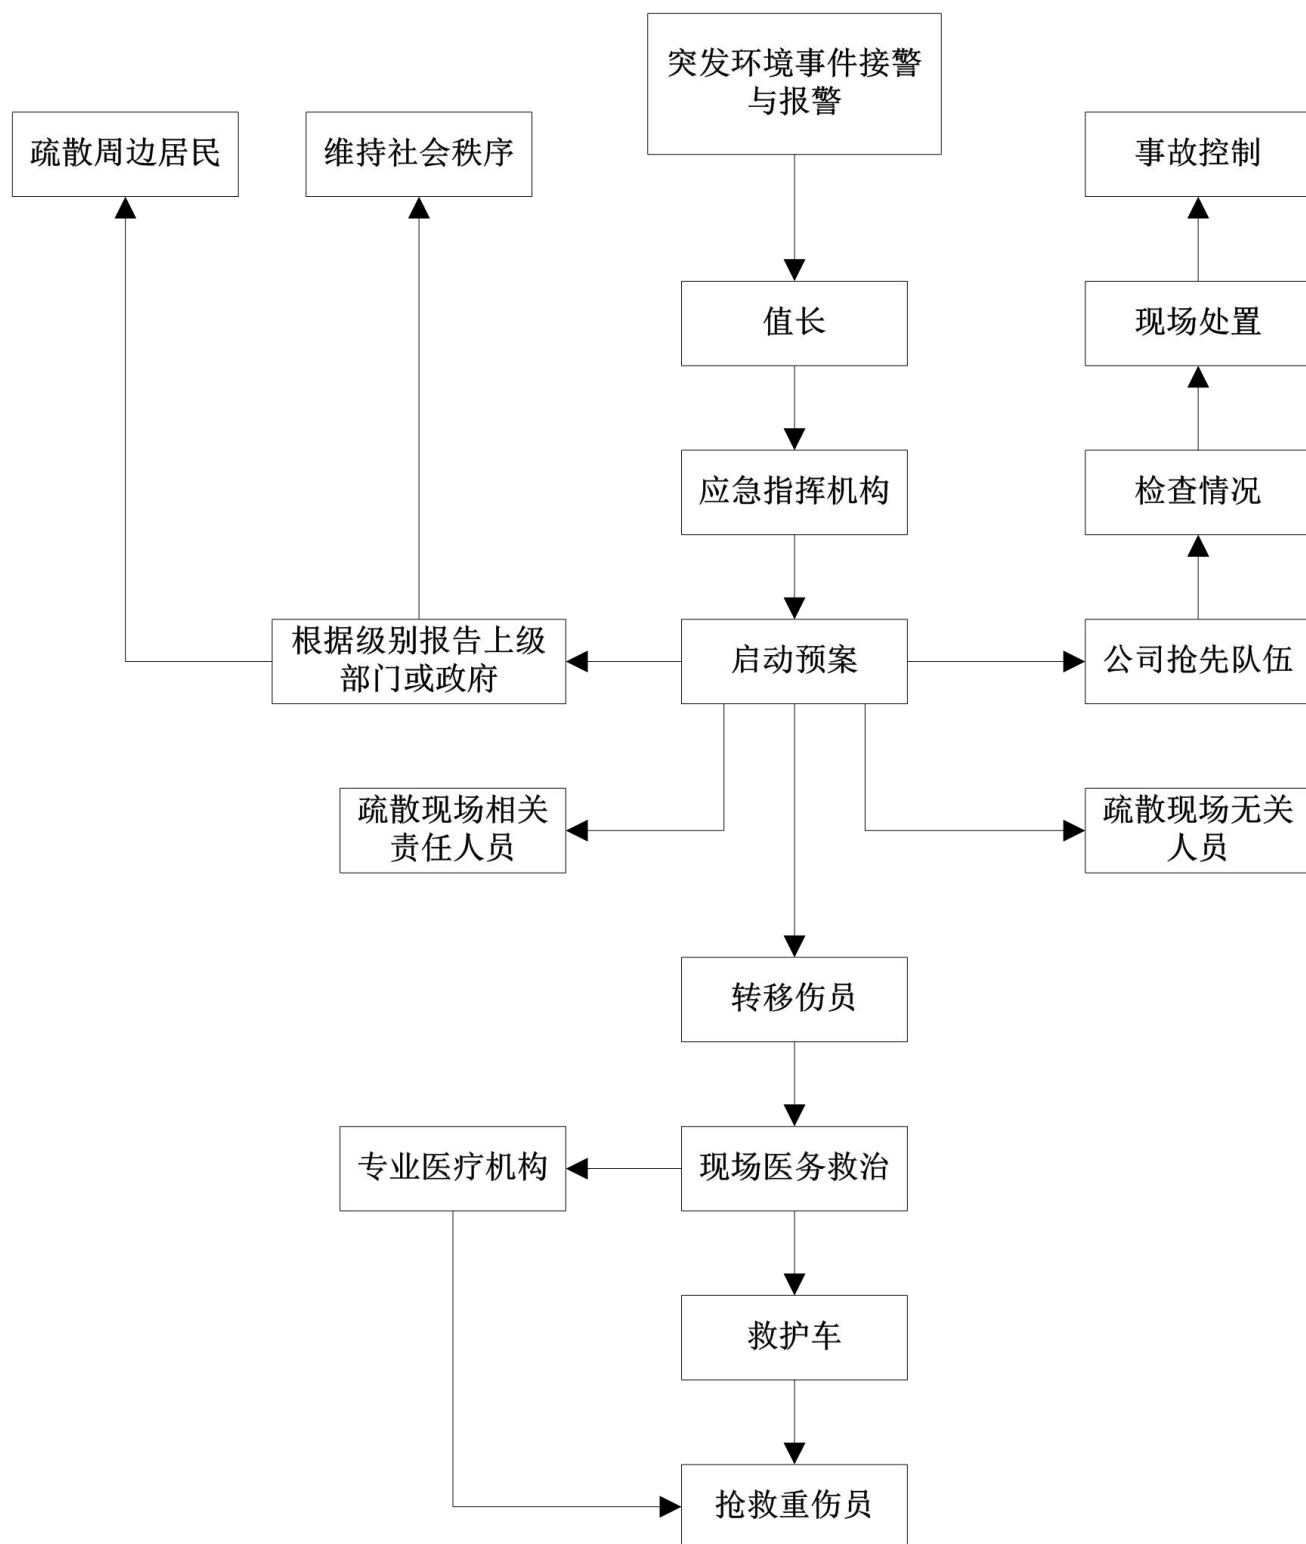 突发环境事件接警
与报警
疏散周边居民
维持社会秩序
事故控制
值长
现场处置
应急指挥机构
检查情况
根据级别报告上级
部门或政府
启动预案
公司抢先队伍
疏散现场相关
责任人员
疏散现场无关
人员
转移伤员
专业医疗机构
现场医务救治
救护车
抢救重伤员